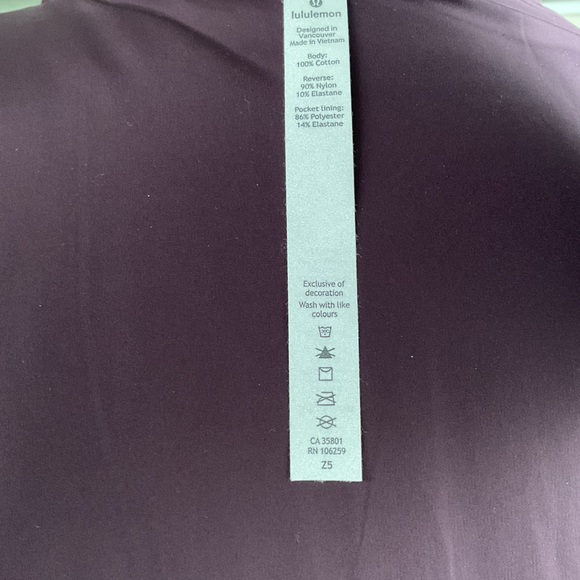 lululemon
Designed in
Vancouver
Made in Vietnam
Body:
100% Cotton
Reverse:
90% Nylon
10% Elastane
Pocket lining:
86% Polyester
14% Elastane
Exclusive of
decoration
Wash with like
colours
30
CA 35801
RN 106259
Z5